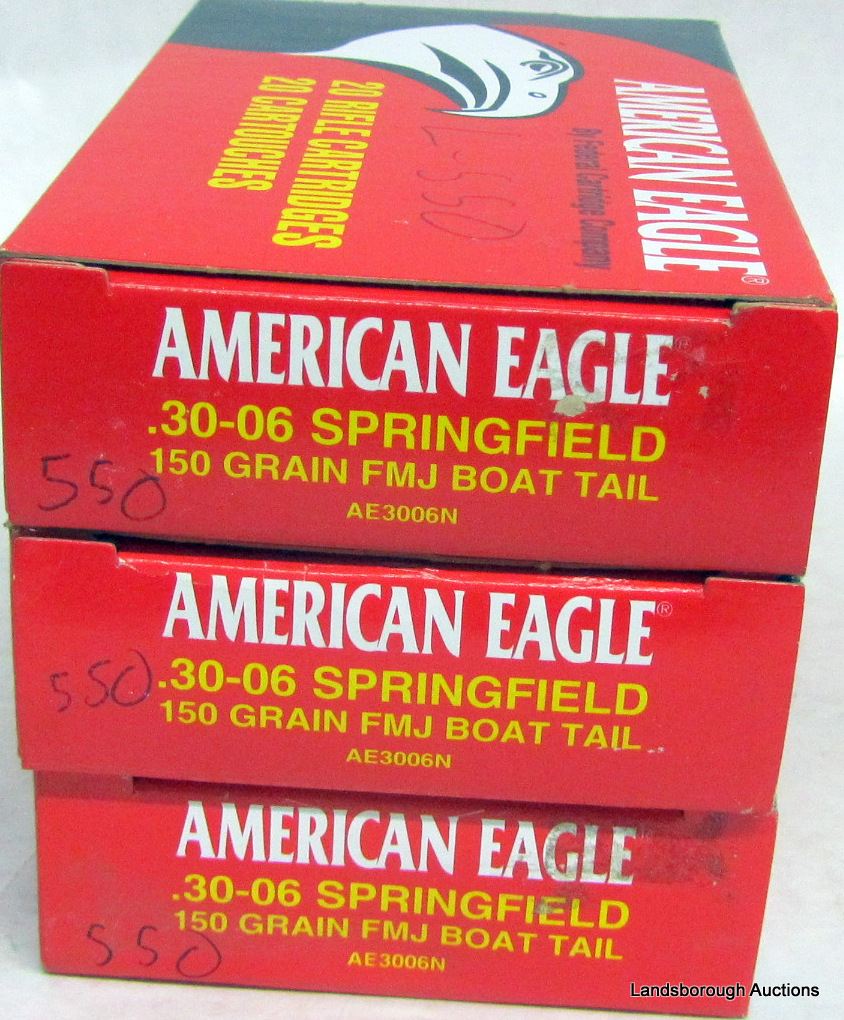 AMERICAN EAGLE®
by Federal Cartridge Company
20 RIFLE CARTRIDGES
20 CARTOUCHES
AMERICAN EAGLE®
.30-06 SPRINGFIELD
150 GRAIN FMJ BOAT TAIL
550
AE3006N
AMERICAN EAGLE®
.30-06 SPRINGFIELD
550
150 GRAIN FMJ BOAT TAIL
AE3006N
AMERICAN EAGLE
.30-06 SPRINGFIELD
150 GRAIN FMJ BOAT TAIL
550
AE3006N
Landsborough Auctions